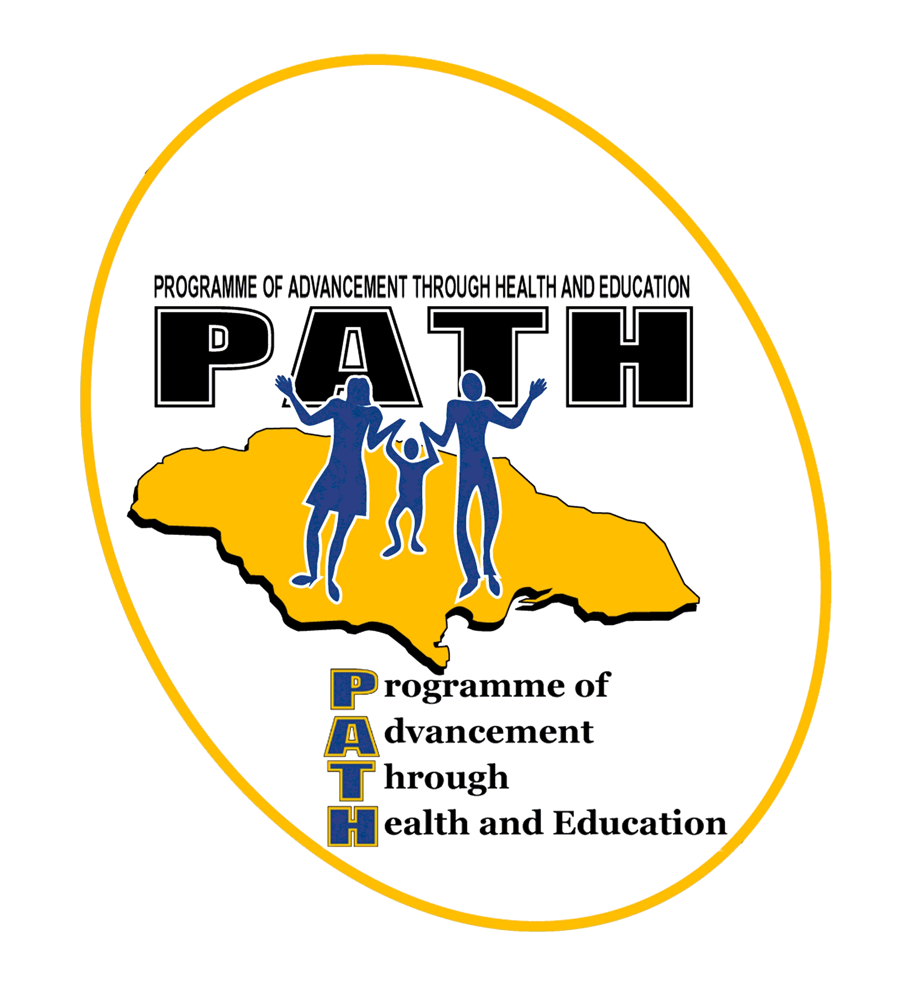 PROGRAMME OF ADVANCEMENT THROUGH HEALTH AND EDUCATION
PATH
Programme of
Advancement
Through
Health and Education